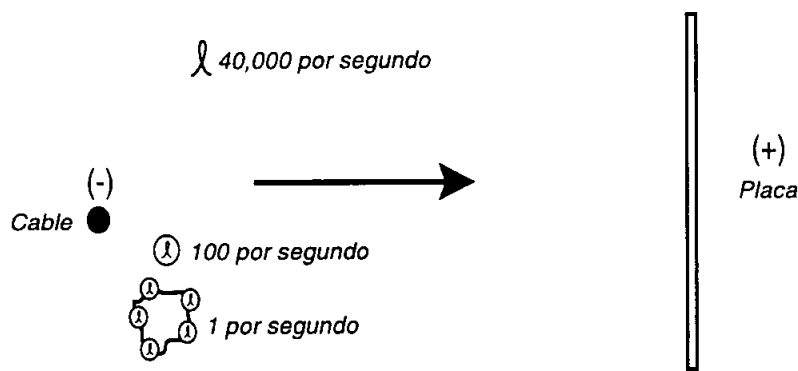 ℓ 40,000 por segundo
(-)
Cable
(+)
Placa
ℓ 100 por segundo
ℓ ℓ ℓ ℓ ℓ 1 por segundo